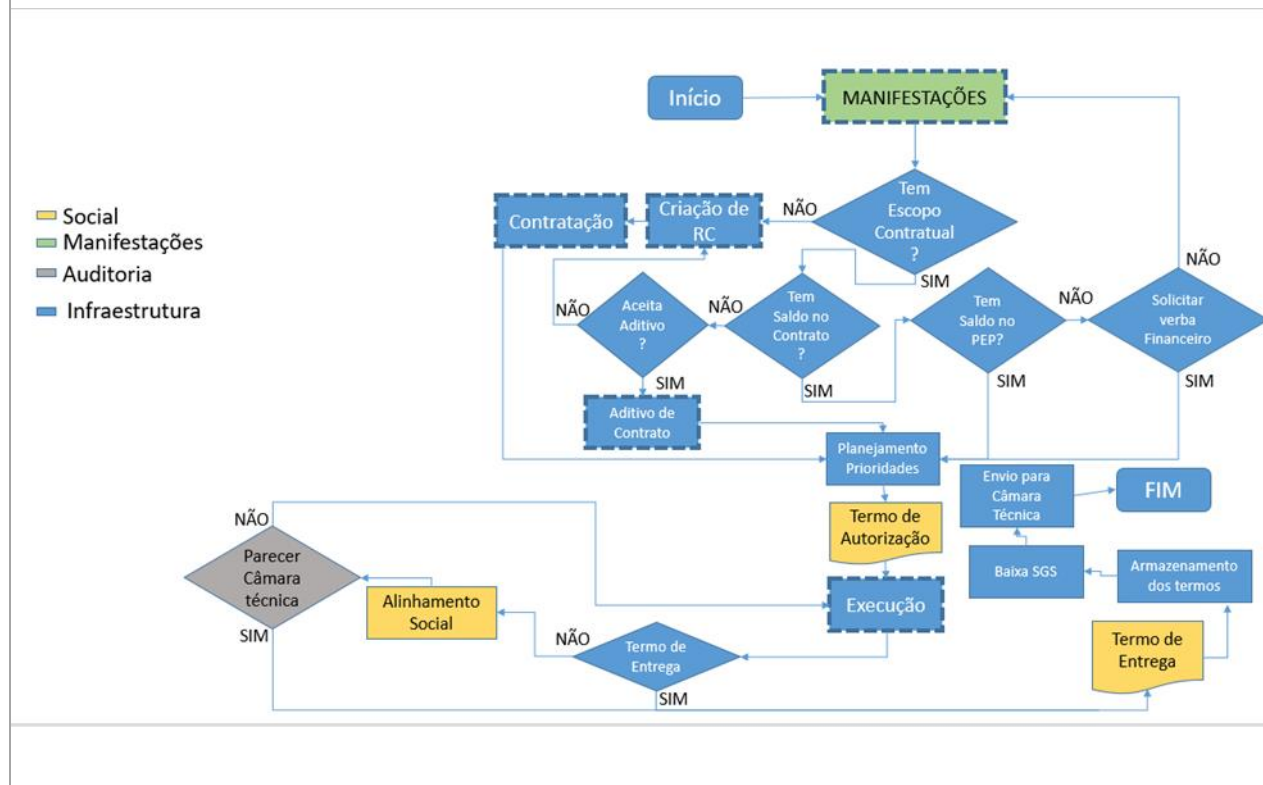 Início
MANIFESTAÇÕES
Social
Manifestações
Auditoria
Infraestrutura
Tem
Escopo
Contratual
?
NÃO
SIM
Criação de
RC
Contratação
Aceita
Aditivo
?
NÃO
SIM
Tem
Saldo no
Contrato
?
NÃO
SIM
Tem
Saldo no
PEP?
NÃO
SIM
Solicitar
verba
Financeiro
NÃO
SIM
Aditivo de
Contrato
Planejamento
Prioridades
Termo de
Autorização
Execução
Termo de
Entrega
NÃO
SIM
Alinhamento
Social
Parecer
Câmara
técnica
NÃO
SIM
Termo de
Entrega
Armazenamento
dos termos
Baixa SGS
Envio para
Câmara
Técnica
FIM